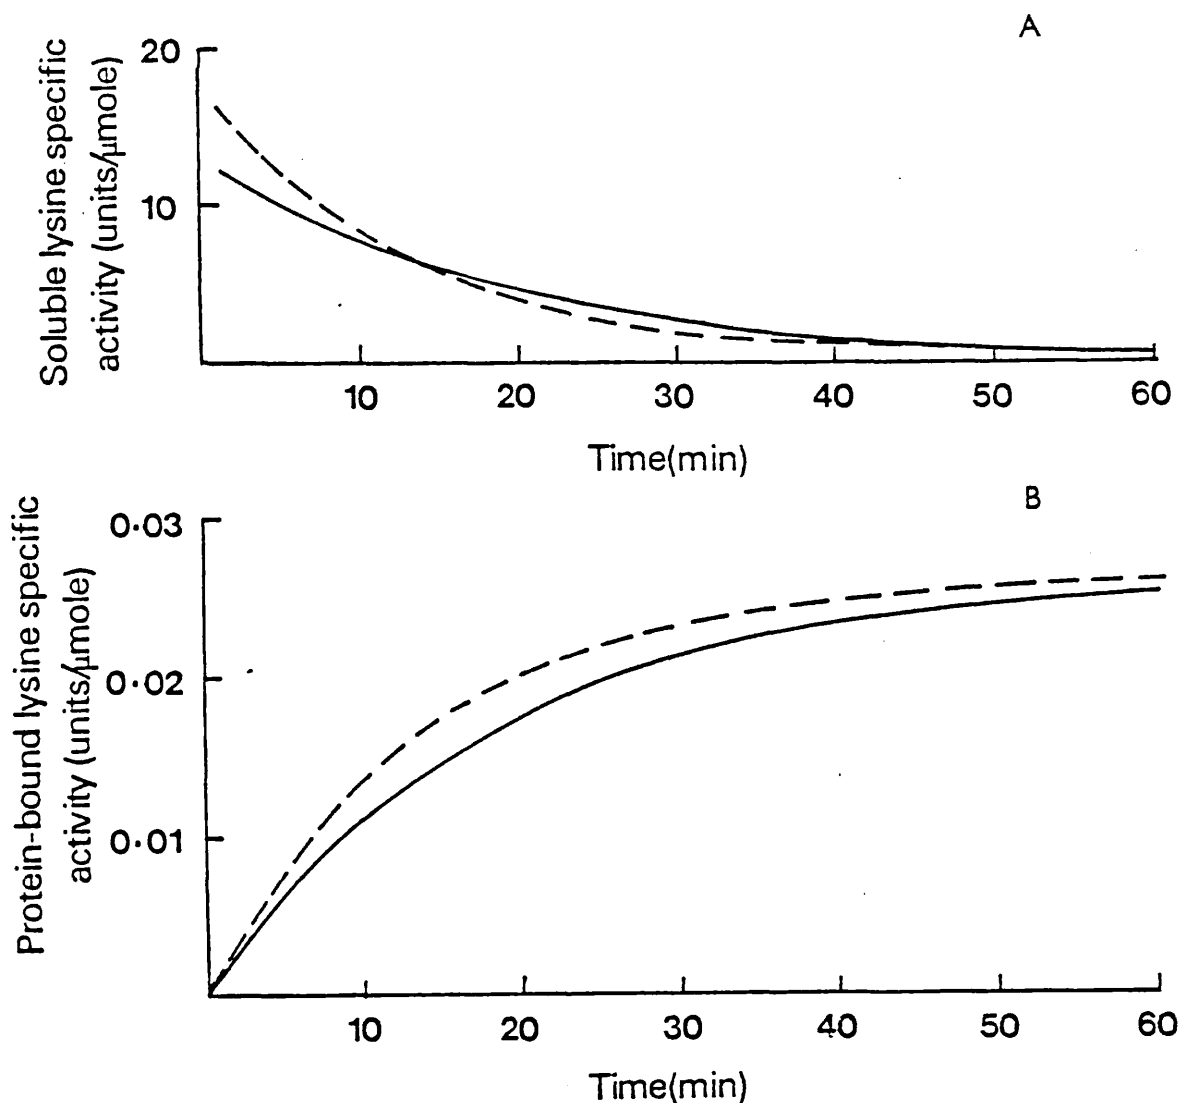 A
Soluble lysine specific
activity (units/μmole)
20
10
10 20 30 40 50 60
Time(min)
B
Protein-bound lysine specific
activity (units/μmole)
0·03
0·02
0·01
10 20 30 40 50 60
Time(min)